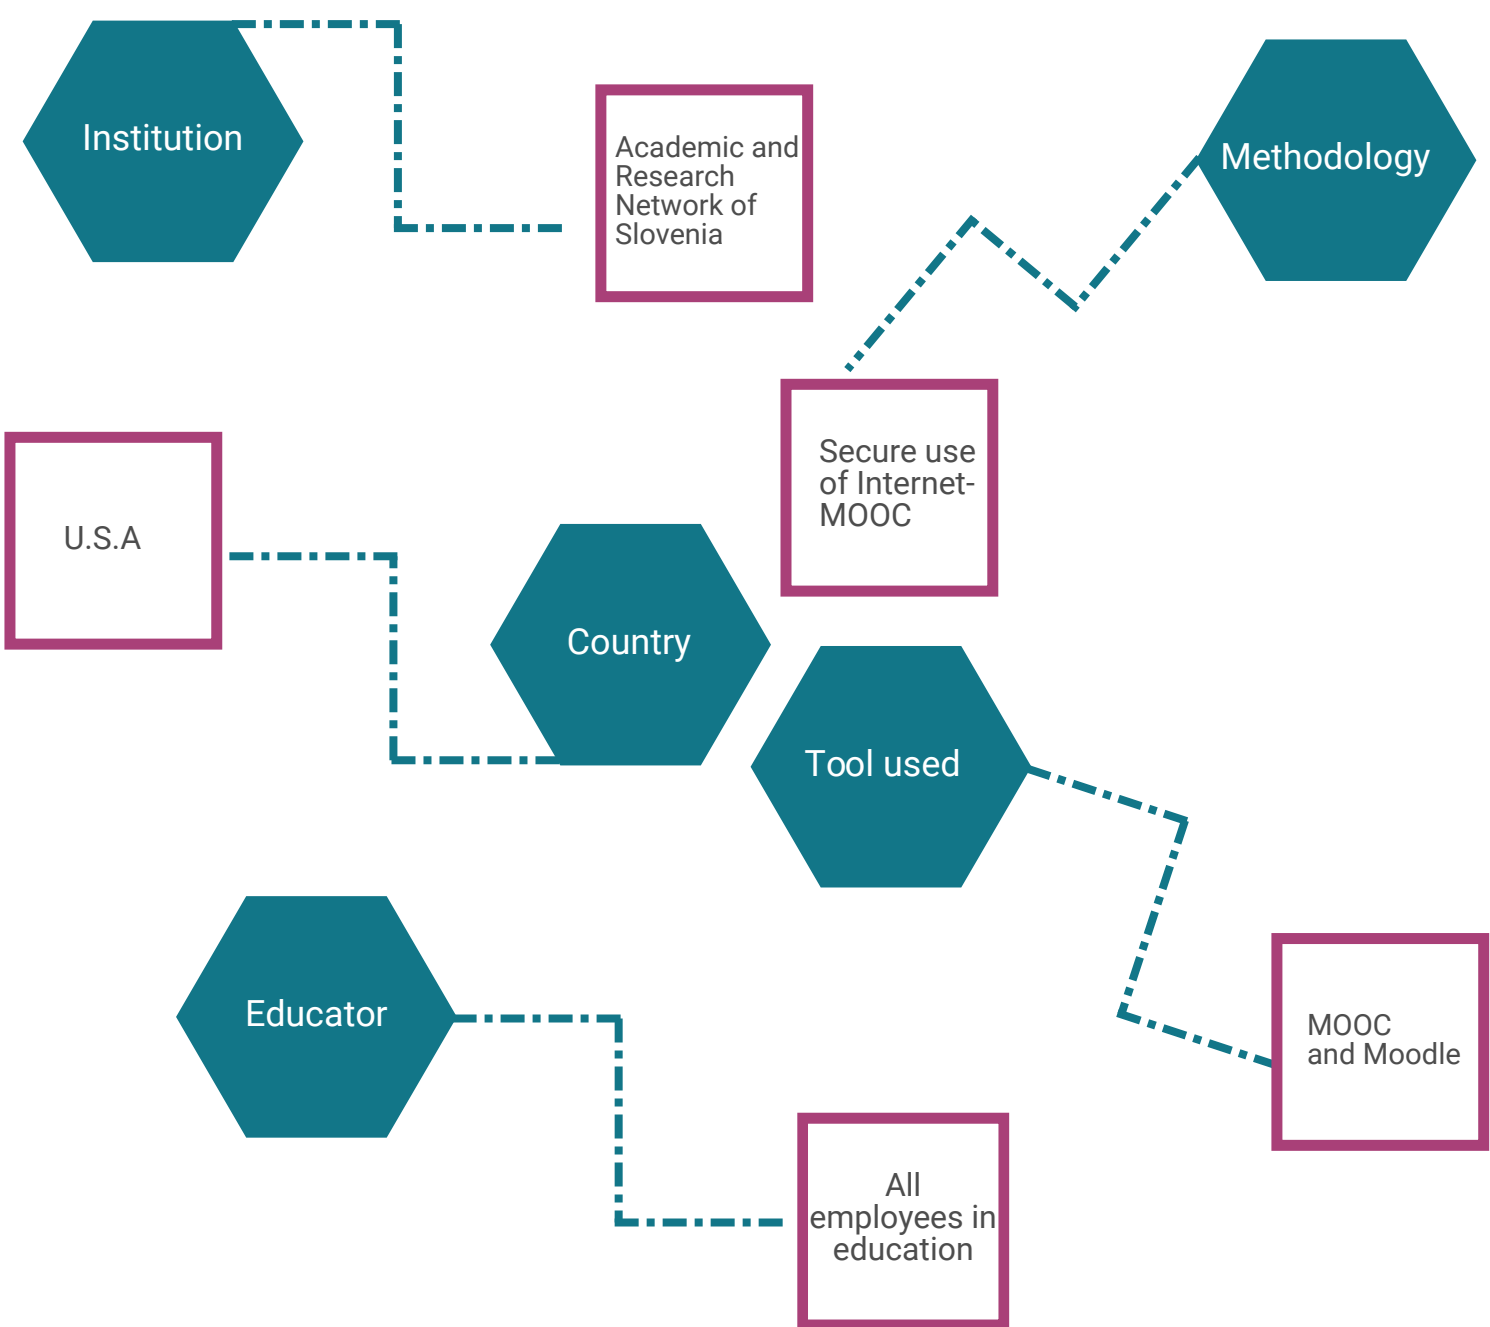 Institution
Academic and
Research
Network of
Slovenia
Methodology
Secure use
of Internet-
MOOC
U.S.A
Country
Tool used
Educator
MOOC
and Moodle
All
employees in
education